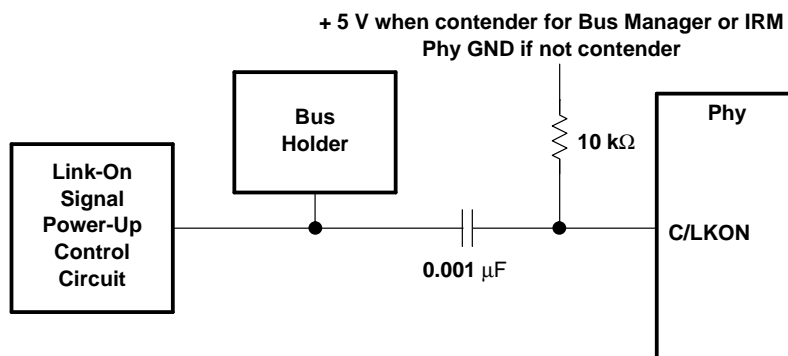 + 5 V when contender for Bus Manager or IRM
Phy GND if not contender
Bus
Holder
Phy
10 kΩ
Link-On
Signal
Power-Up
Control
Circuit
C/LKON
0.001 μF